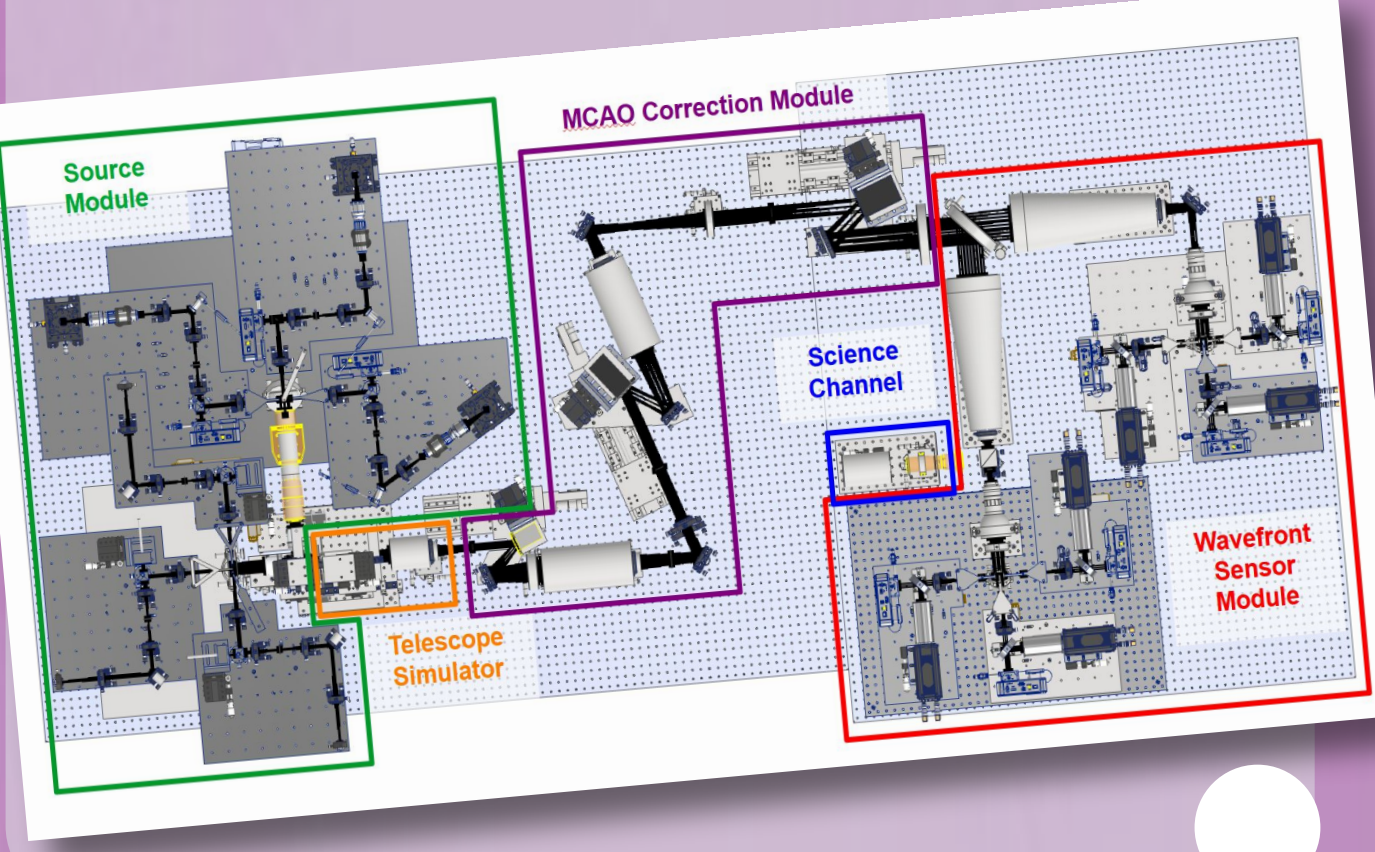 MCAO Correction Module
Source
Module
Science
Channel
Wavefront
Sensor
Module
Telescope
Simulator